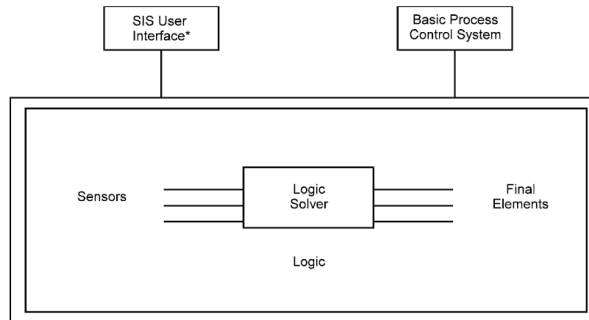 SIS User
Interface*
Basic Process
Control System
Sensors
Logic
Solver
Final
Elements
Logic